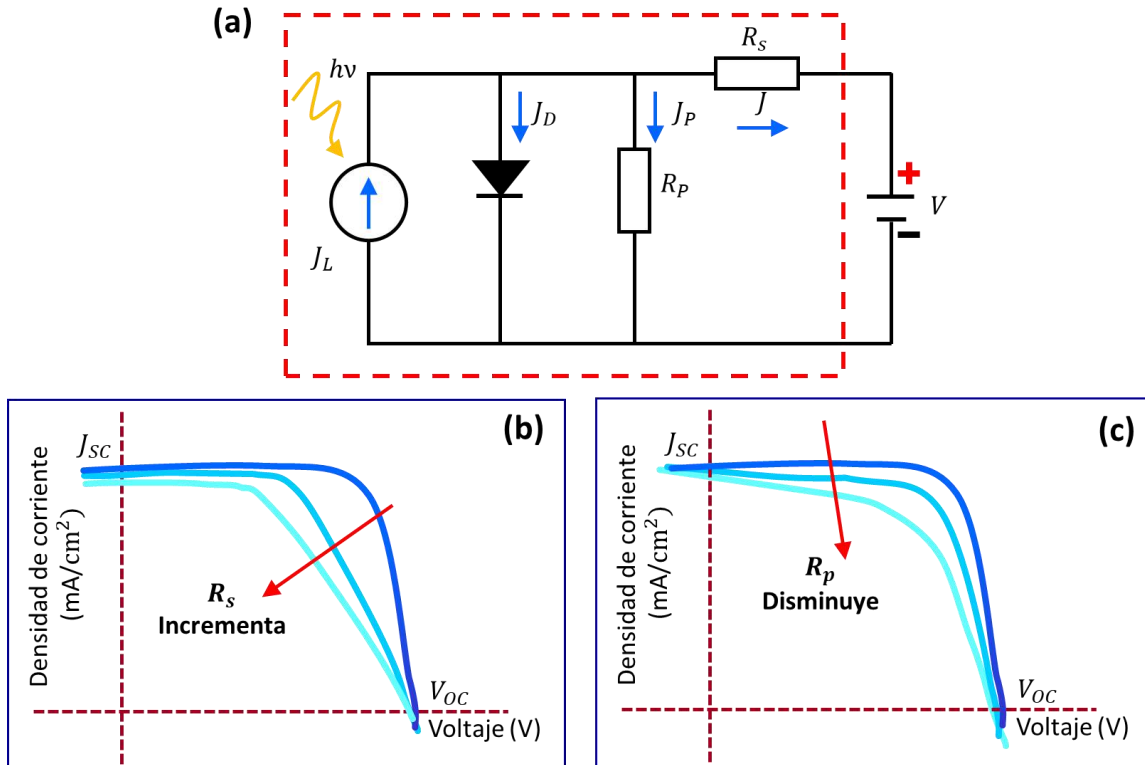 (a)
hν
J_D
J_P
R_s
J
R_P
J_L
+
V
−
(b)
J_SC
Densidad de corriente
(mA/cm²)
R_s
Incrementa
V_OC
Voltaje (V)
(c)
J_SC
Densidad de corriente
(mA/cm²)
R_p
Disminuye
V_OC
Voltaje (V)